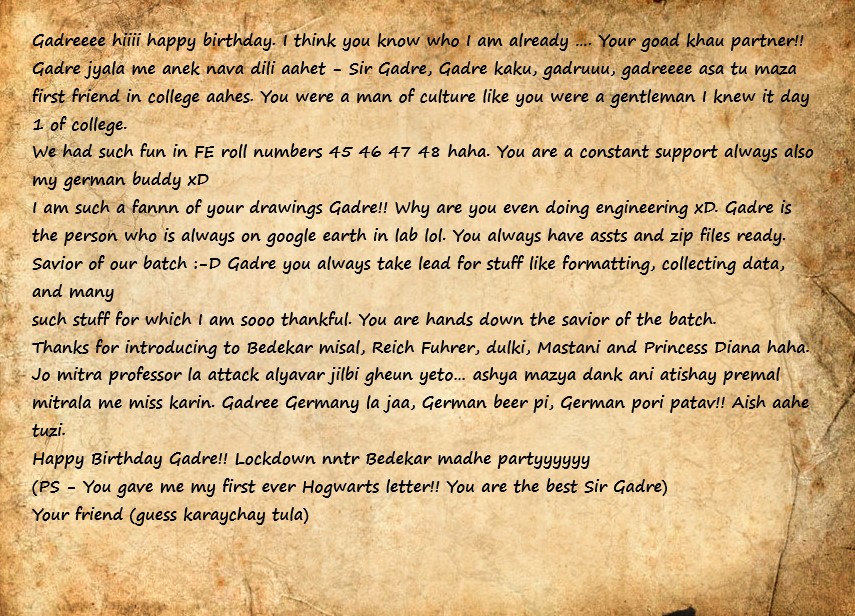 Gadreeee hiiii happy birthday. I think you know who I am already .... Your goad khau partner!!
Gadre jyala me anek nava dili aahet - Sir Gadre, Gadre kaku, gadruuu, gadreeee asa tu maza
first friend in college aahes. You were a man of culture like you were a gentleman I knew it day
1 of college.
We had such fun in FE roll numbers 45 46 47 48 haha. You are a constant support always also
my german buddy xD
I am such a fannn of your drawings Gadre!! Why are you even doing engineering xD. Gadre is
the person who is always on google earth in lab lol. You always have assts and zip files ready.
Savior of our batch :-D Gadre you always take lead for stuff like formatting, collecting data,
and many
such stuff for which I am sooo thankful. You are hands down the savior of the batch.
Thanks for introducing to Bedekar misal, Reich Fuhrer, dulki, Mastani and Princess Diana haha.
Jo mitra professor la attack alyavar jilbi gheun yeto... ashya mazya dank ani atishay premal
mitrala me miss karin. Gadree Germany la jaa, German beer pi, German pori patav!! Aish aahe
tuzi.
Happy Birthday Gadre!! Lockdown nntr Bedekar madhe partyyyyyy
(PS - You gave me my first ever Hogwarts letter!! You are the best Sir Gadre)
Your friend (guess karaychay tula)